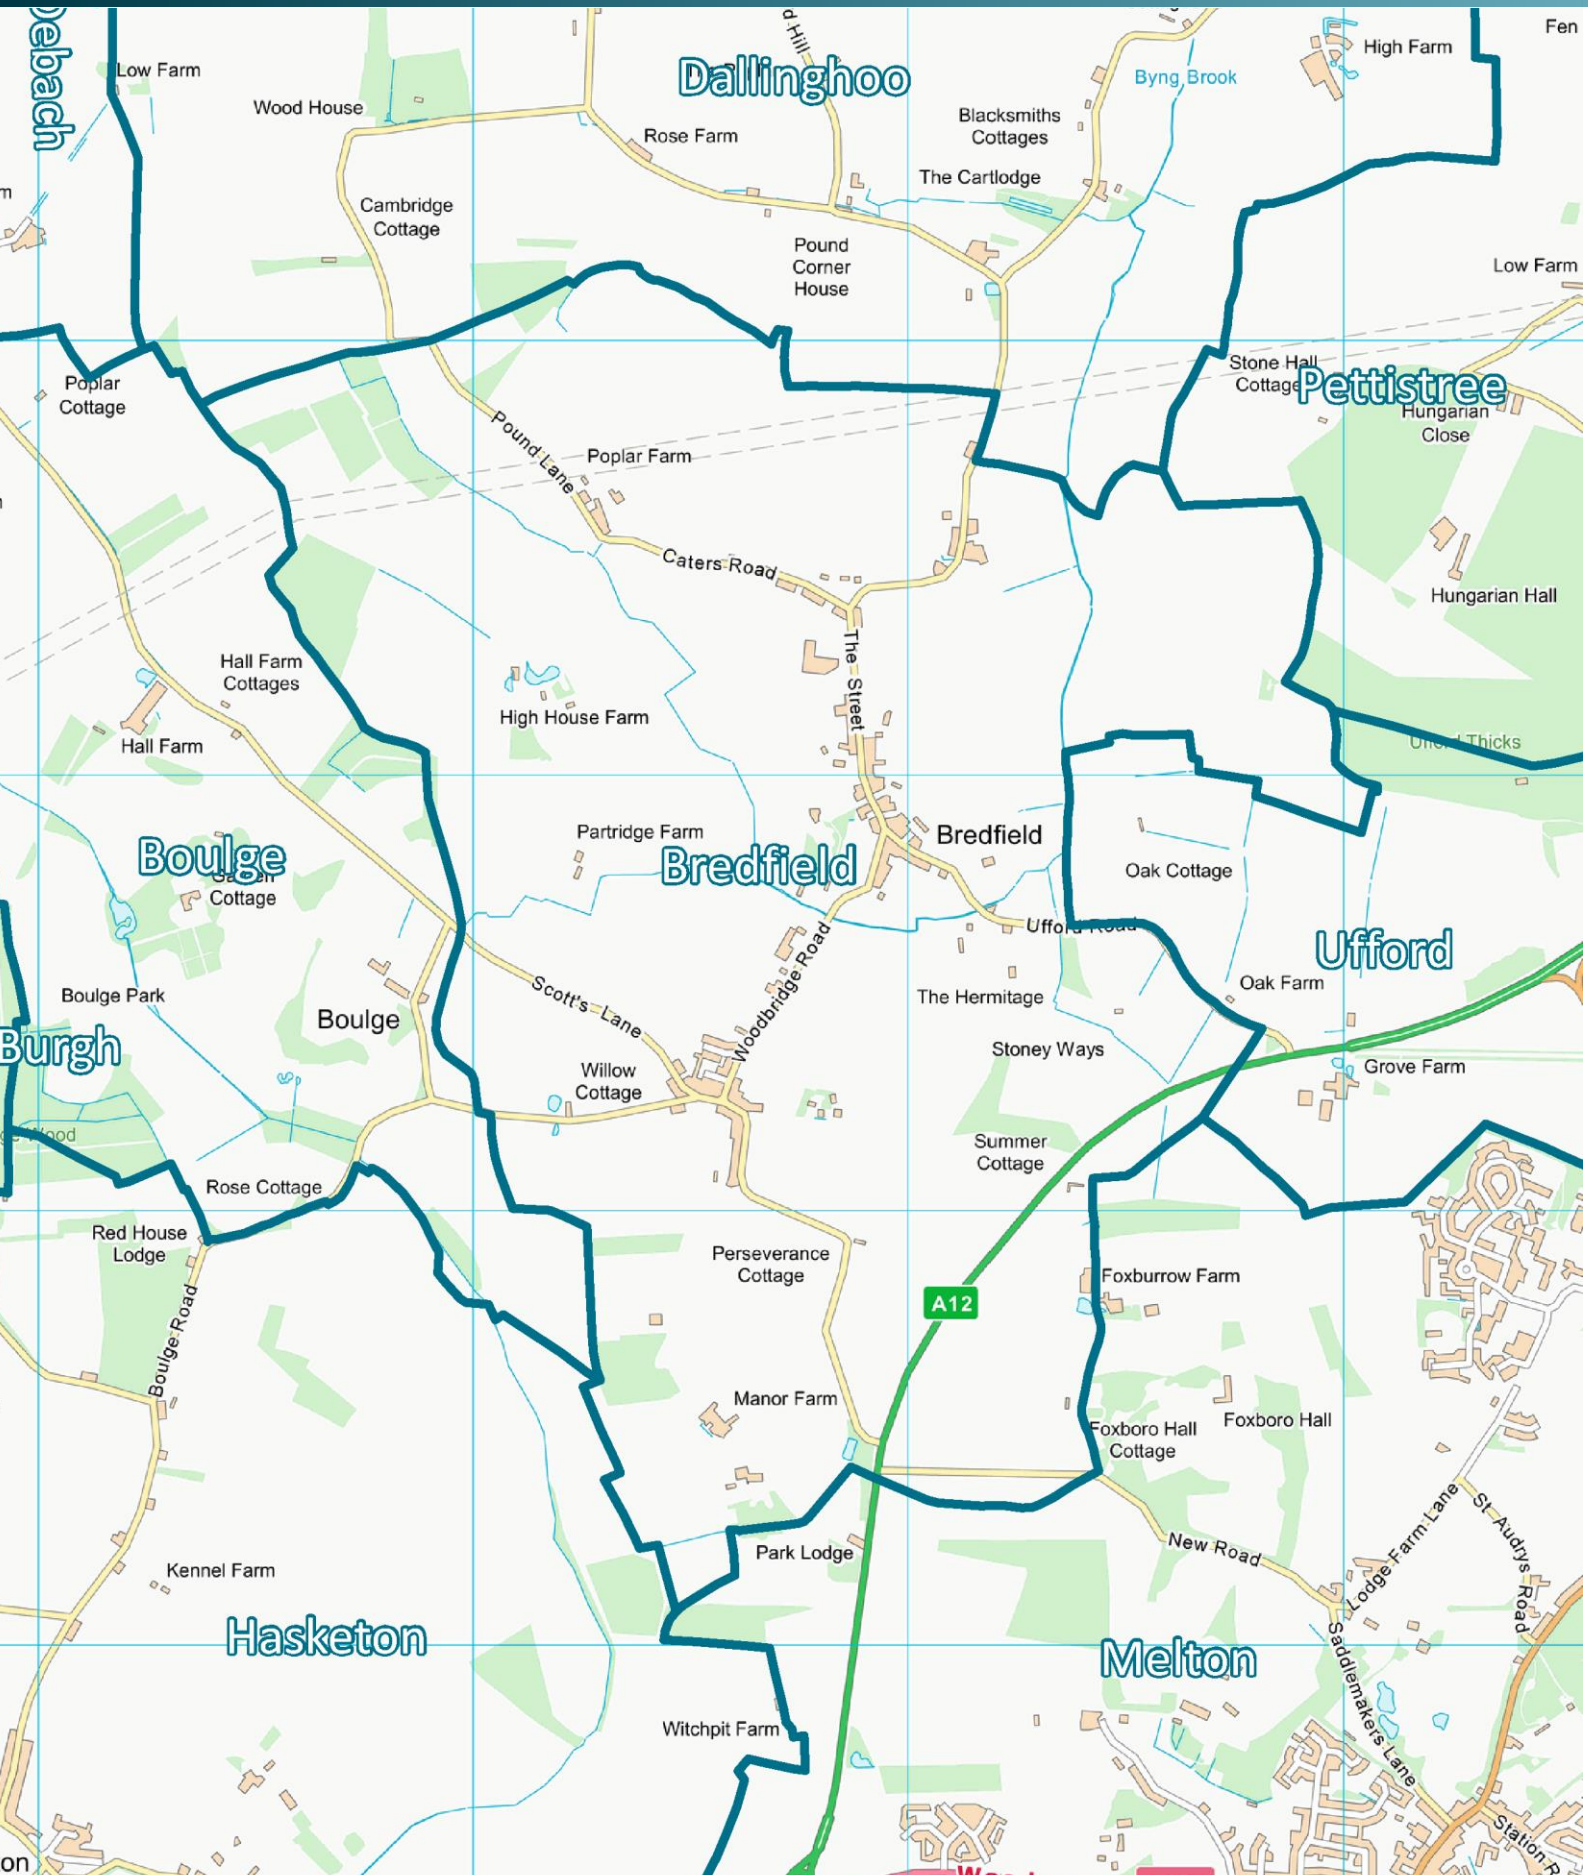 Debach
Low Farm
Wood House
Dallinghoo
Rose Farm
Blacksmiths
Cottages
Byng Brook
High Farm
Fen
The Cartlodge
Cambridge
Cottage
Pound
Corner
House
Low Farm
Poplar
Cottage
Stone Hall
Cottage
Pettistree
Hungarian
Close
Pound Lane
Poplar Farm
Caters Road
Hungarian Hall
The Street
Hall Farm
Cottages
High House Farm
Hall Farm
Ufford Thicks
Partridge Farm
Bredfield
Boulge
Bredfield
Oak Cottage
Cottage
Ufford Road
Ufford
Woodbridge Road
Boulge Park
Scott's Lane
The Hermitage
Oak Farm
Boulge
Burgh
Stoney Ways
Grove Farm
Willow
Cottage
Wood
Summer
Cottage
Rose Cottage
Red House
Lodge
Perseverance
Cottage
Foxburrow Farm
A12
Boulge Road
Manor Farm
Foxboro Hall
Cottage
Foxboro Hall
New Road
Lodge Farm Lane
St Audrys Road
Park Lodge
Kennel Farm
Hasketon
Melton
Saddlemakers Lane
Witchpit Farm
Station R
on